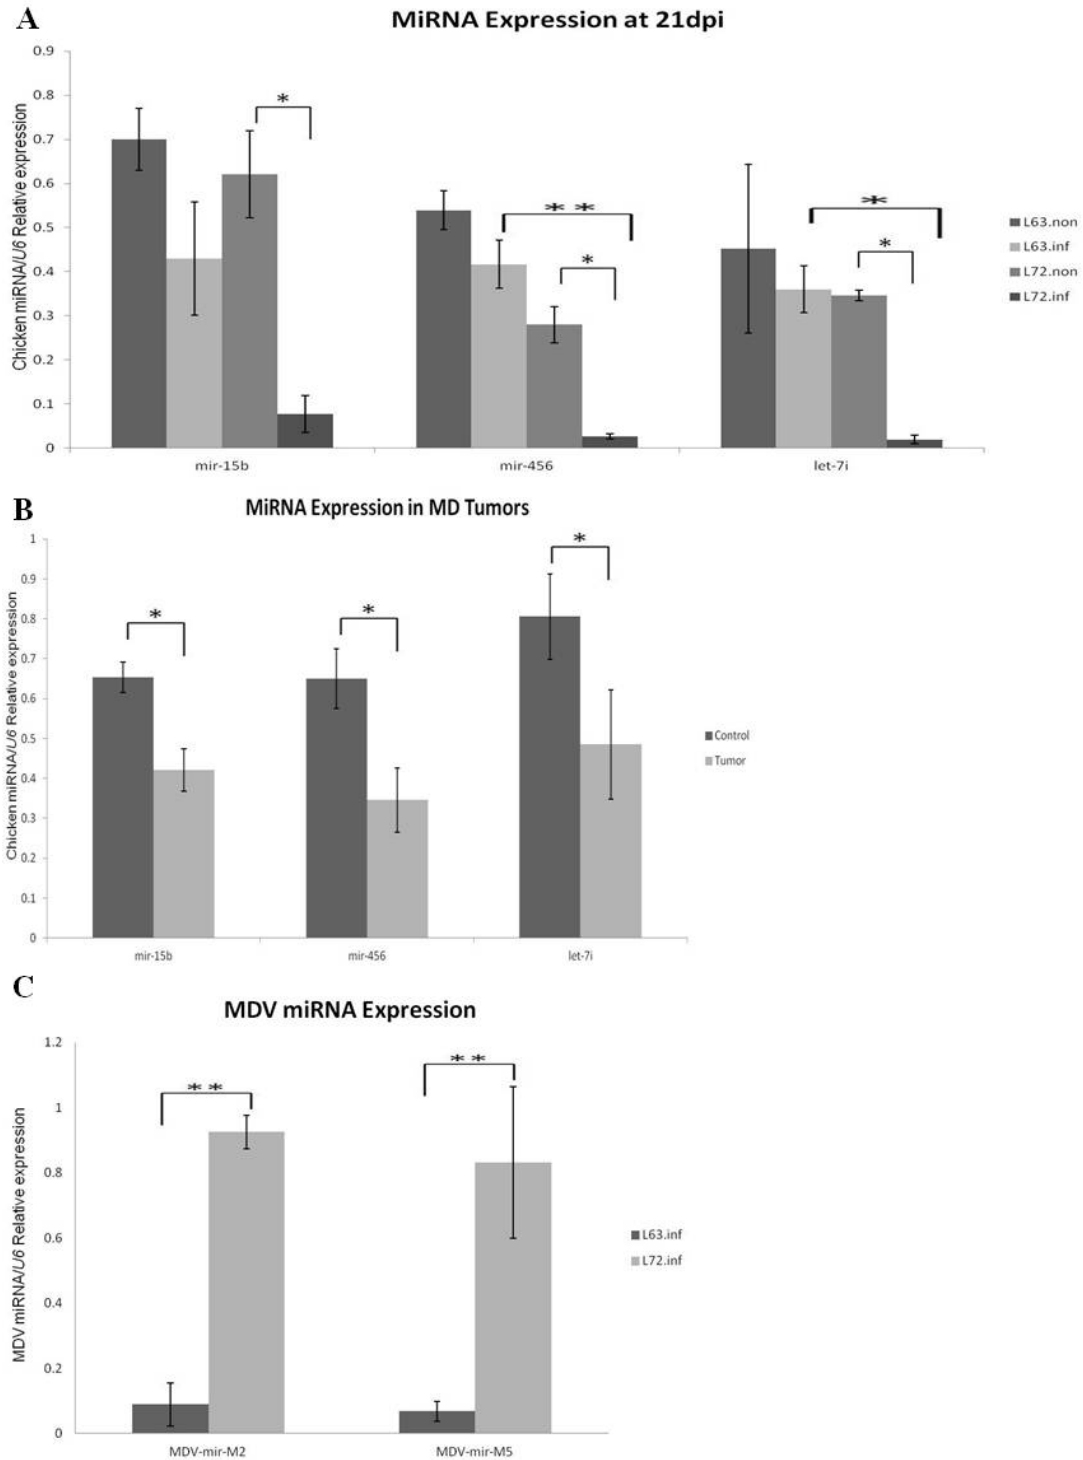 A
MiRNA Expression at 21dpi
Chicken miRNA/U6 Relative expression
0.9
0.8
0.7
0.6
0.5
0.4
0.3
0.2
0.1
0
*
* *
*
*
*
mir-15b
mir-456
let-7i
L63.non
L63.inf
L72.non
L72.inf
B
MiRNA Expression in MD Tumors
Chicken miRNA/U6 Relative expression
1
0.9
0.8
0.7
0.6
0.5
0.4
0.3
0.2
0.1
0
*
*
*
mir-15b
mir-456
let-7i
Control
Tumor
C
MDV miRNA Expression
MDV miRNA/U6 Relative expression
1.2
1
0.8
0.6
0.4
0.2
0
* *
* *
MDV-mir-M2
MDV-mir-M5
L63.inf
L72.inf